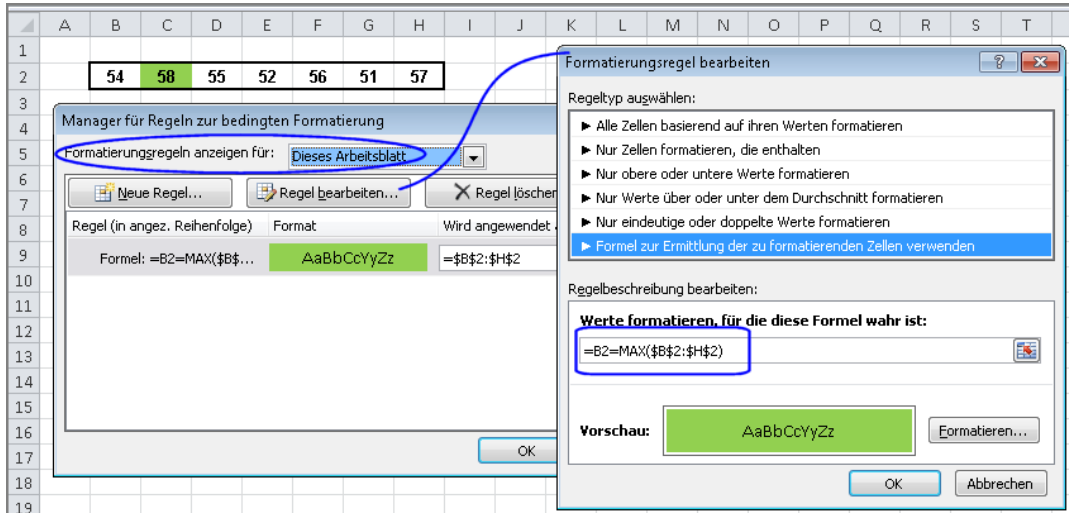 A B C D E F G H I J K L M N O P Q R S T
1
2 54 58 55 52 56 51 57
3
4
5
6
7
8
9
10
11
12
13
14
15
16
17
18
19
Manager für Regeln zur bedingten Formatierung
Formatierungsregeln anzeigen für: Dieses Arbeitsblatt
Neue Regel... Regel bearbeiten... Regel löschen
Regel (in angez. Reihenfolge) Format Wird angewendet
Formel: =B2=MAX($B$... AaBbCcYyZz =$B$2:$H$2
OK
Formatierungsregel bearbeiten
Regeltyp auswählen:
► Alle Zellen basierend auf ihren Werten formatieren
► Nur Zellen formatieren, die enthalten
► Nur obere oder untere Werte formatieren
► Nur Werte über oder unter dem Durchschnitt formatieren
► Nur eindeutige oder doppelte Werte formatieren
► Formel zur Ermittlung der zu formatierenden Zellen verwenden
Regelbeschreibung bearbeiten:
Werte formatieren, für die diese Formel wahr ist:
=B2=MAX($B$2:$H$2)
Vorschau: AaBbCcYyZz Formatieren...
OK Abbrechen